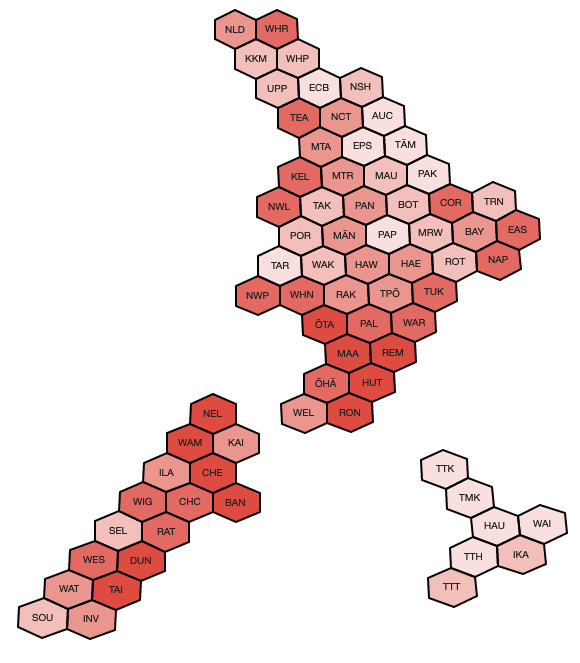 NLD WHR
KKM WHP
UPP ECB NSH
TEA NCT AUC
MTA EPS TĀM
KEL MTR MAU PAK
NWL TAK PAN BOT COR TRN
POR MĀN PAP MRW BAY EAS
TAR WAK HAW HAE ROT NAP
NWP WHN RAK TPŌ TUK
ŌTA PAL WAR
MAA REM
ŌHĀ HUT
WEL RON
NEL
WAM KAI
ILA CHE
WIG CHC BAN
SEL RAT
WES DUN
WAT TAI
SOU INV
TTK
TMK
HAU WAI
TTH IKA
TTT